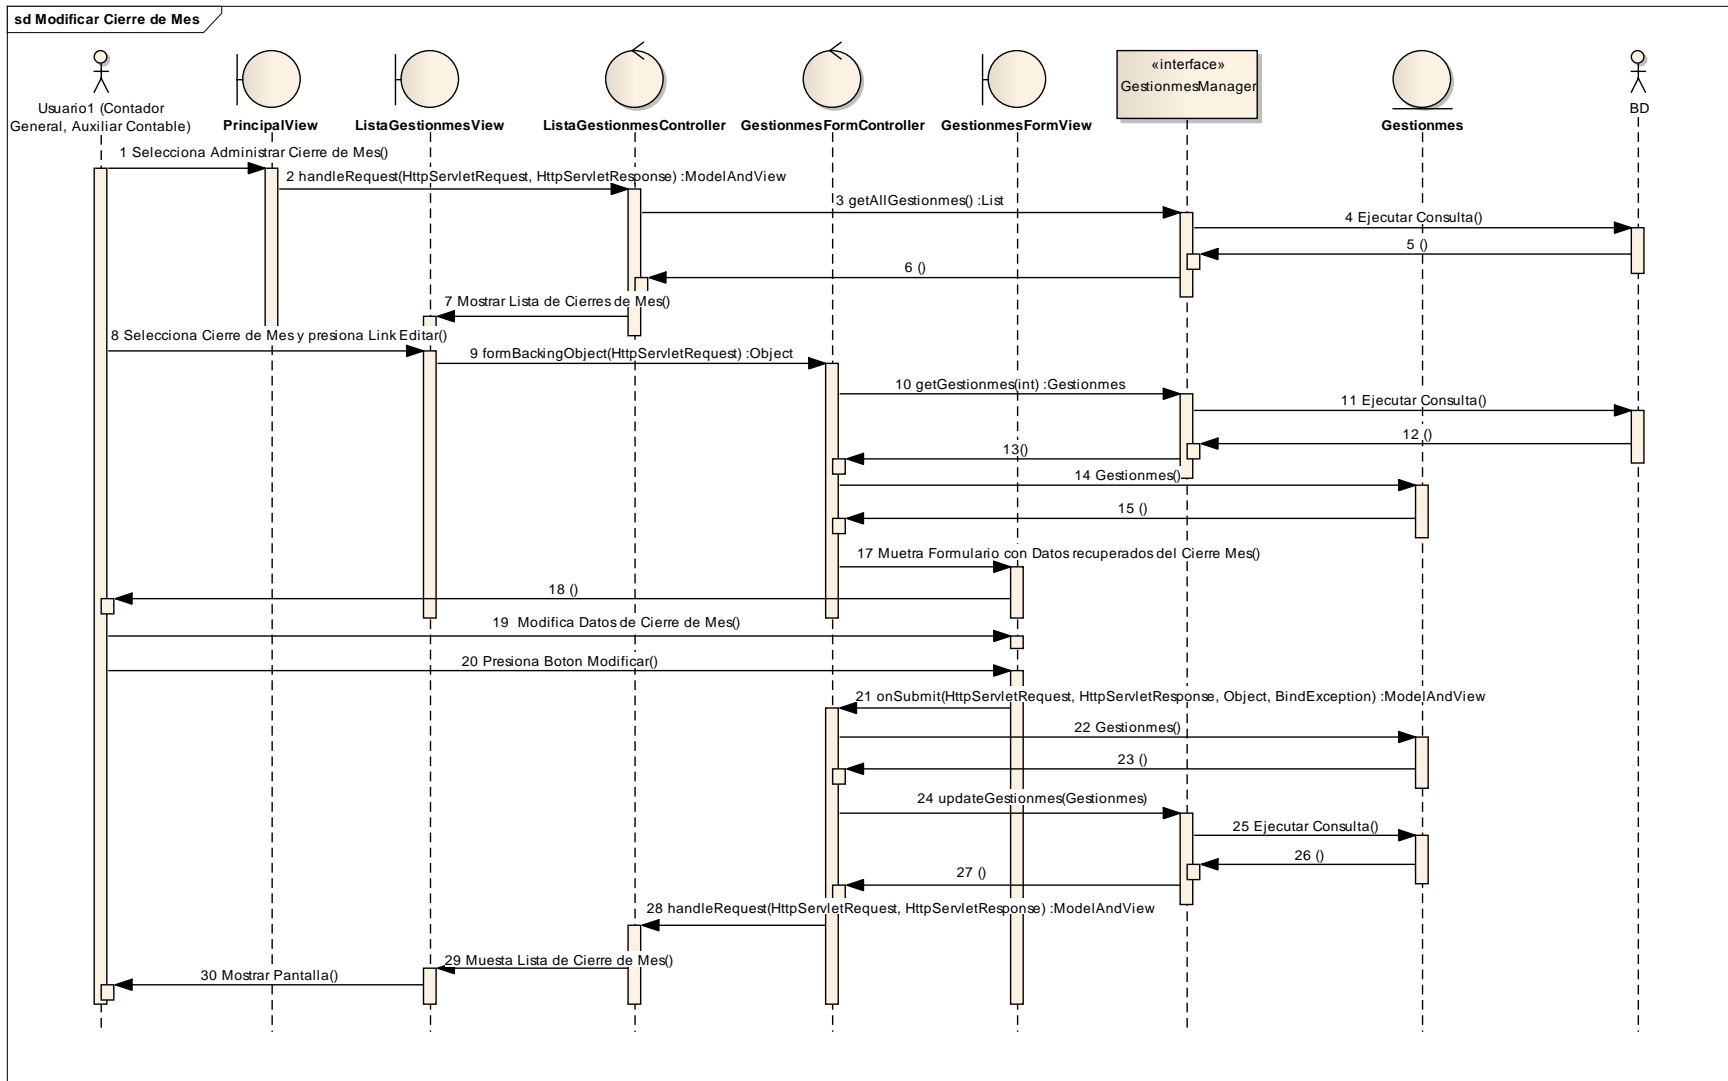 sd Modificar Cierre de Mes
Usuario1 (Contador
General, Auxiliar Contable)
PrincipalView
ListaGestionmesView
ListaGestionmesController
GestionmesFormController
GestionmesFormView
«interface»
GestionmesManager
Gestionmes
BD
1 Selecciona Administrar Cierre de Mes()
2 handleRequest(HttpServletRequest, HttpServletResponse) :ModelAndView
3 getAllGestionmes() :List
4 Ejecutar Consulta()
5 ()
6 ()
7 Mostrar Lista de Cierres de Mes()
8 Selecciona Cierre de Mes y presiona Link Editar()
9 formBackingObject(HttpServletRequest) :Object
10 getGestionmes(int) :Gestionmes
11 Ejecutar Consulta()
12 ()
13()
14 Gestionmes()
15 ()
17 Muetra Formulario con Datos recuperados del Cierre Mes()
18 ()
19 Modifica Datos de Cierre de Mes()
20 Presiona Boton Modificar()
21 onSubmit(HttpServletRequest, HttpServletResponse, Object, BindException) :ModelAndView
22 Gestionmes()
23 ()
24 updateGestionmes(Gestionmes)
25 Ejecutar Consulta()
26 ()
27 ()
28 handleRequest(HttpServletRequest, HttpServletResponse) :ModelAndView
29 Muesta Lista de Cierre de Mes()
30 Mostrar Pantalla()